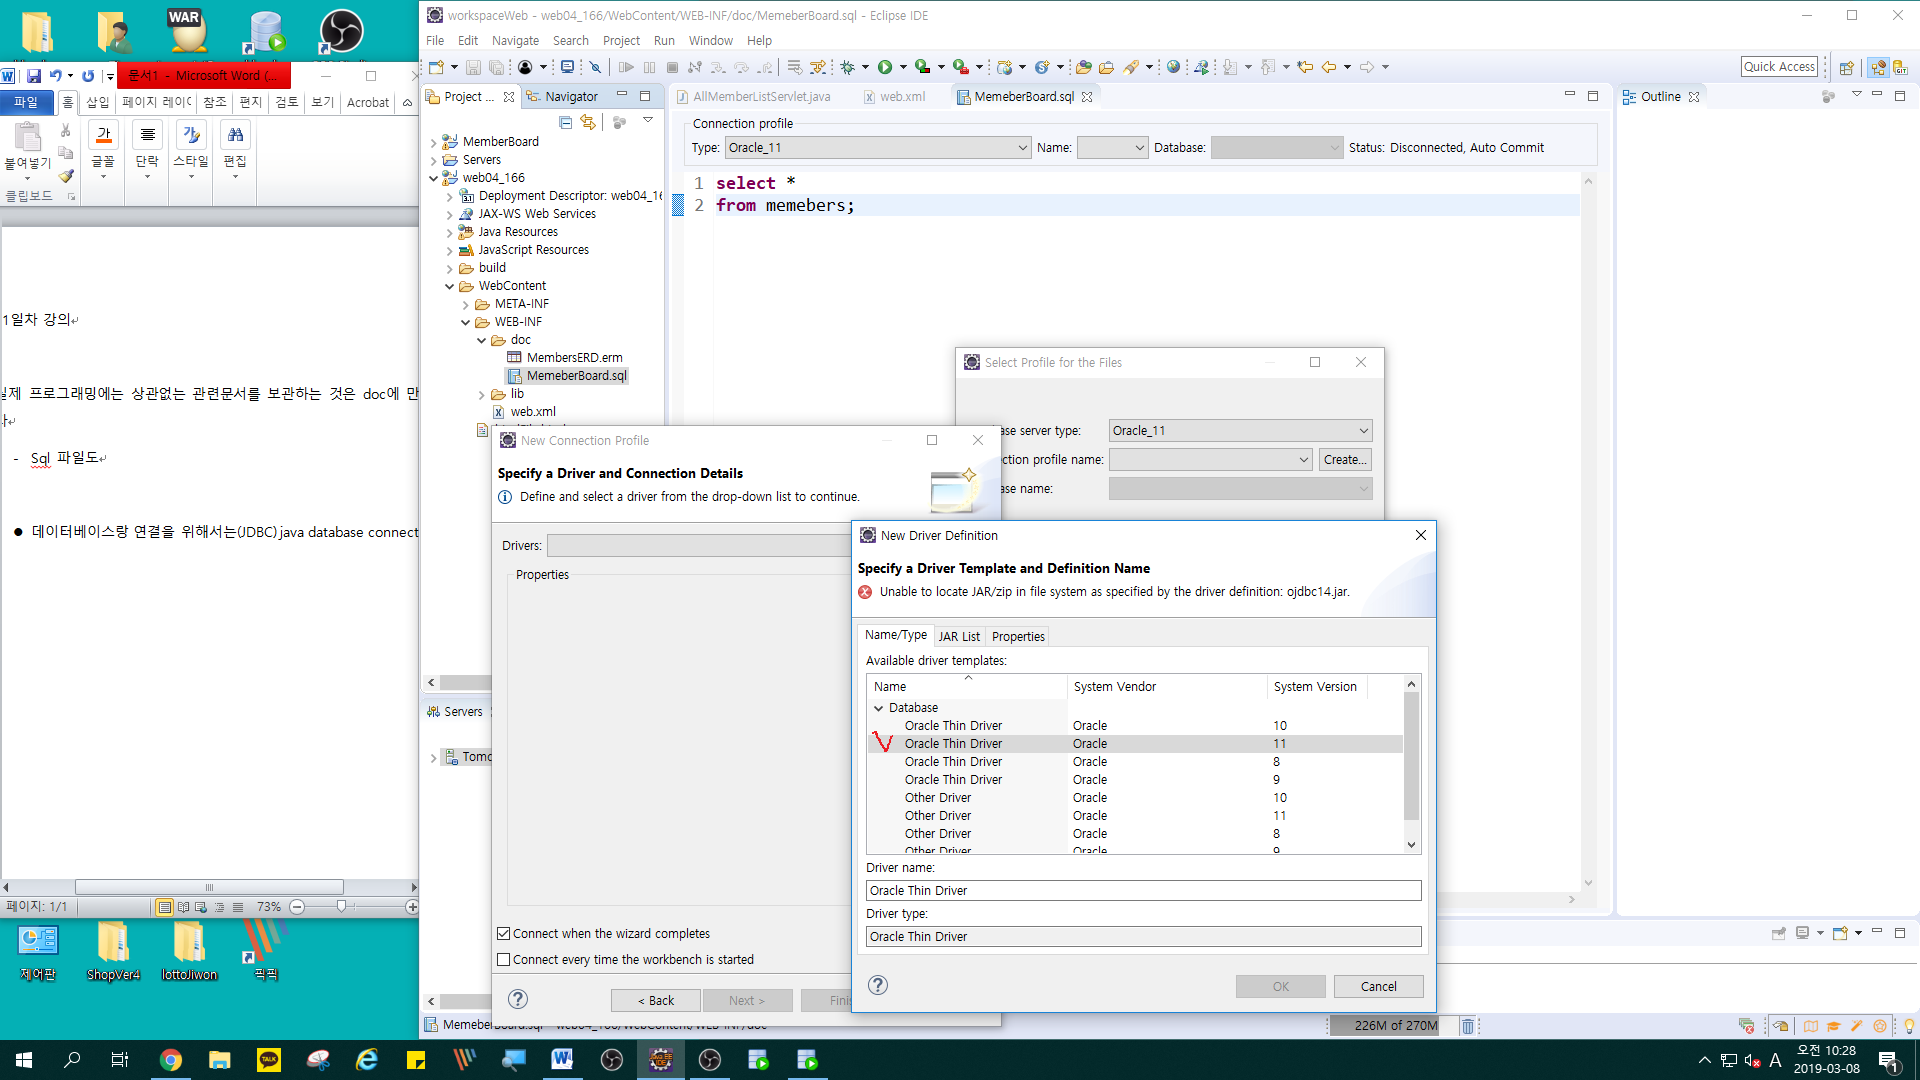 WAR
문서1 - Microsoft Word (...
파일
홈
삽입
페이지 레이
참조
편지
검토
보기
Acrobat
붙여넣기
글꼴
단락
스타일
편집
클립보드
1일차 강의
실제 프로그래밍에는 상관없는 관련문서를 보관하는 것은 doc에 만
- Sql 파일도
● 데이터베이스랑 연결을 위해서는(JDBC)java database connect
페이지: 1/1
73%
제어판
ShopVer4
lottoJiwon
픽픽
workspaceWeb - web04_166/WebContent/WEB-INF/doc/MemeberBoard.sql - Eclipse IDE
File Edit Navigate Search Project Run Window Help
Quick Access
Project ...
Navigator
MemberBoard
Servers
web04_166
Deployment Descriptor: web04_16
JAX-WS Web Services
Java Resources
JavaScript Resources
build
WebContent
META-INF
WEB-INF
doc
MembersERD.erm
MemeberBoard.sql
lib
web.xml
Servers
Tomc
AllMemberListServlet.java
web.xml
MemeberBoard.sql
Outline
Connection profile
Type: Oracle_11 Name: Database: Status: Disconnected, Auto Commit
1 select *
2 from memebers;
Select Profile for the Files
ase server type: Oracle_11
ction profile name: Create...
ase name:
New Connection Profile
Specify a Driver and Connection Details
Define and select a driver from the drop-down list to continue.
Drivers:
Properties
Connect when the wizard completes
Connect every time the workbench is started
< Back
Next >
Finis
New Driver Definition
Specify a Driver Template and Definition Name
Unable to locate JAR/zip in file system as specified by the driver definition: ojdbc14.jar.
Name/Type JAR List Properties
Available driver templates:
Name System Vendor System Version
Database
Oracle Thin Driver Oracle 10
Oracle Thin Driver Oracle 11
Oracle Thin Driver Oracle 8
Oracle Thin Driver Oracle 9
Other Driver Oracle 10
Other Driver Oracle 11
Other Driver Oracle 8
Other Driver Oracle 9
Driver name:
Oracle Thin Driver
Driver type:
Oracle Thin Driver
OK
Cancel
MemeberBoard.sql - web04_166/WebContent/WEB-INF/doc
226M of 270M
TALK
A
오전 10:28
2019-03-08
1